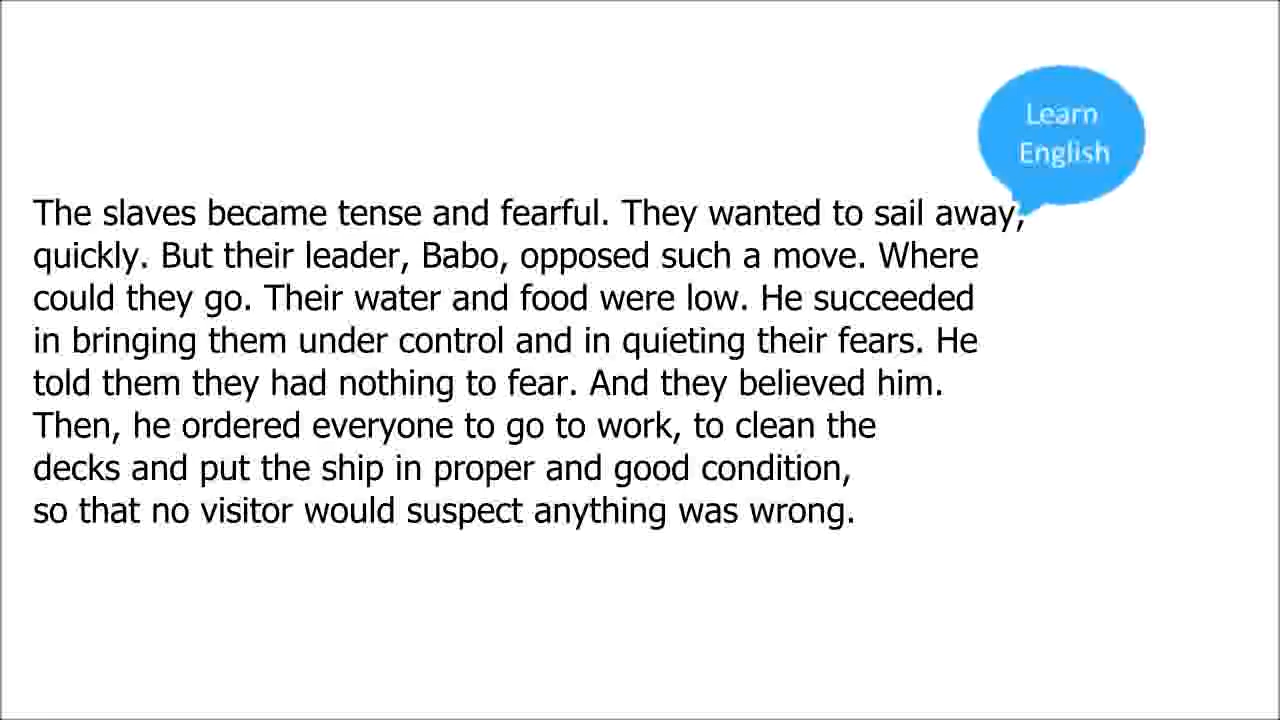 Learn
English
The slaves became tense and fearful. They wanted to sail away,
quickly. But their leader, Babo, opposed such a move. Where
could they go. Their water and food were low. He succeeded
in bringing them under control and in quieting their fears. He
told them they had nothing to fear. And they believed him.
Then, he ordered everyone to go to work, to clean the
decks and put the ship in proper and good condition,
so that no visitor would suspect anything was wrong.